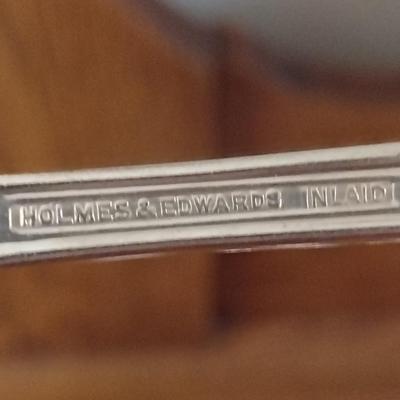 HOLMES & EDWARDS INLAID